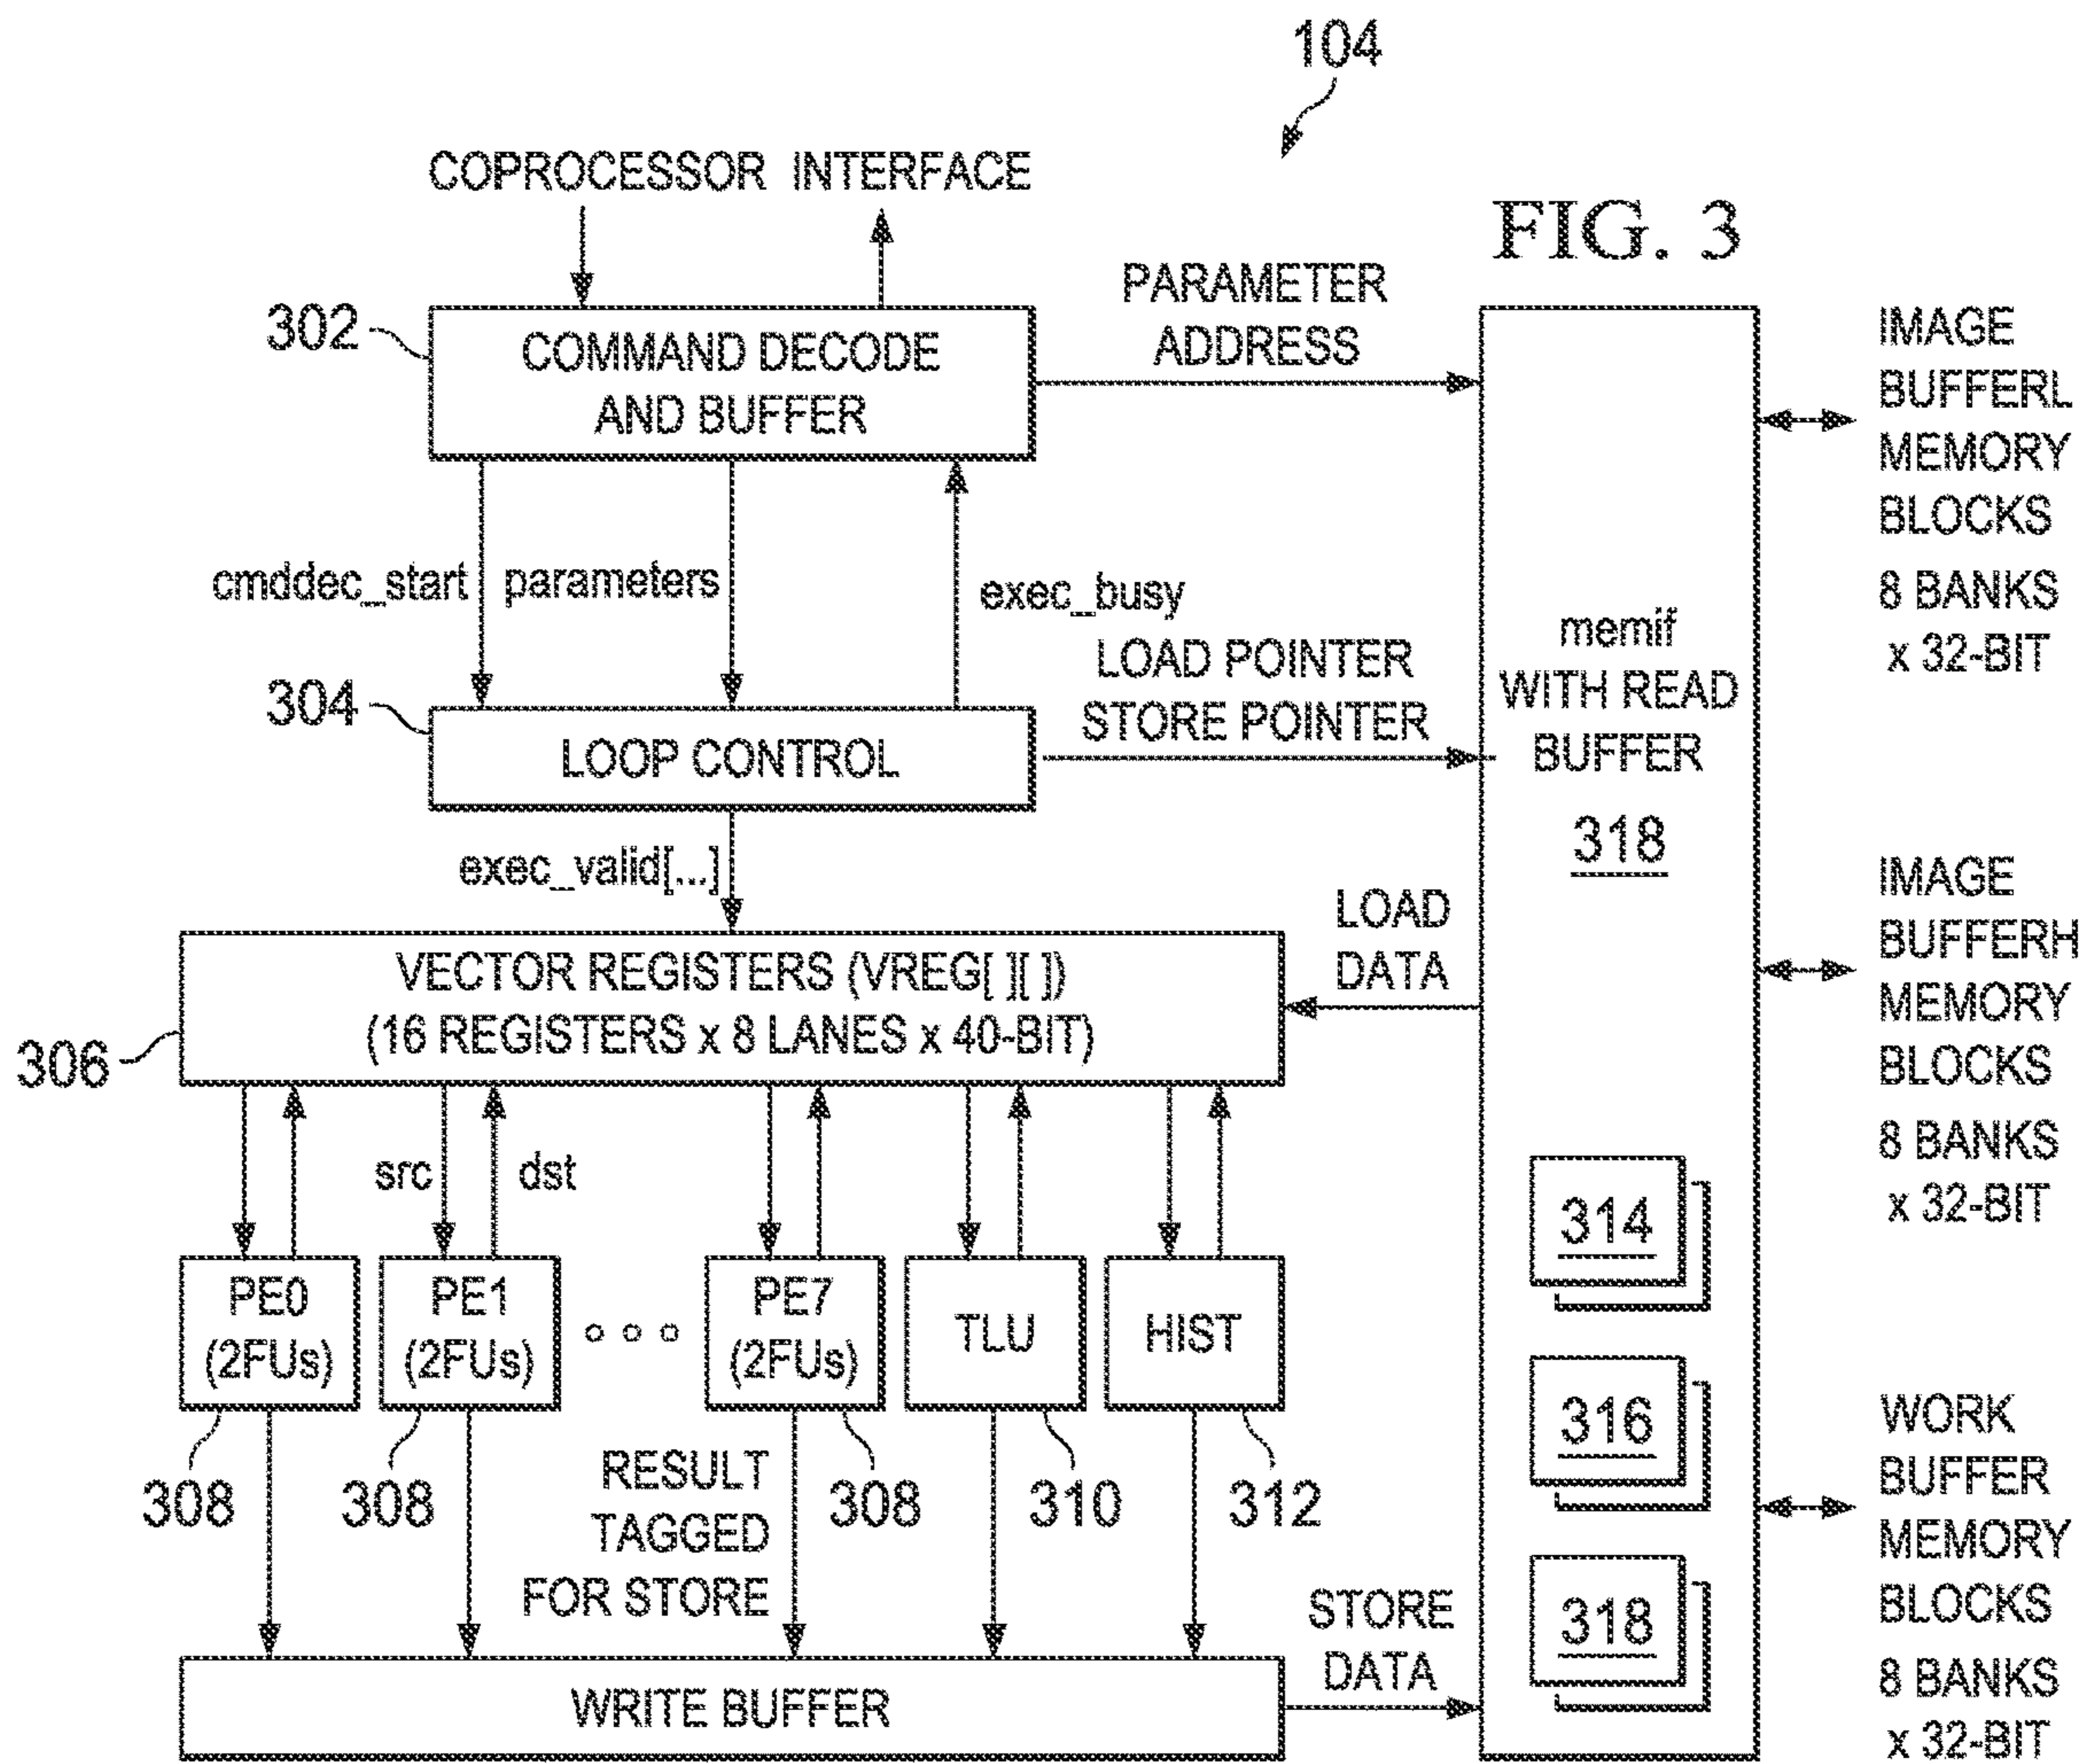 104
COPROCESSOR INTERFACE
FIG. 3
302
COMMAND DECODE
AND BUFFER
PARAMETER
ADDRESS
cmddec_start
parameters
exec_busy
304
LOOP CONTROL
LOAD POINTER
STORE POINTER
exec_valid[...]
memif
WITH READ
BUFFER
318
306
VECTOR REGISTERS (VREG[ ][ ])
(16 REGISTERS x 8 LANES x 40-BIT)
LOAD
DATA
src
dst
PE0
(2FUs)
PE1
(2FUs)
PE7
(2FUs)
TLU
HIST
308
308
308
310
312
RESULT
TAGGED
FOR STORE
WRITE BUFFER
STORE
DATA
314
316
318
IMAGE
BUFFERL
MEMORY
BLOCKS
8 BANKS
x 32-BIT
IMAGE
BUFFERH
MEMORY
BLOCKS
8 BANKS
x 32-BIT
WORK
BUFFER
MEMORY
BLOCKS
8 BANKS
x 32-BIT